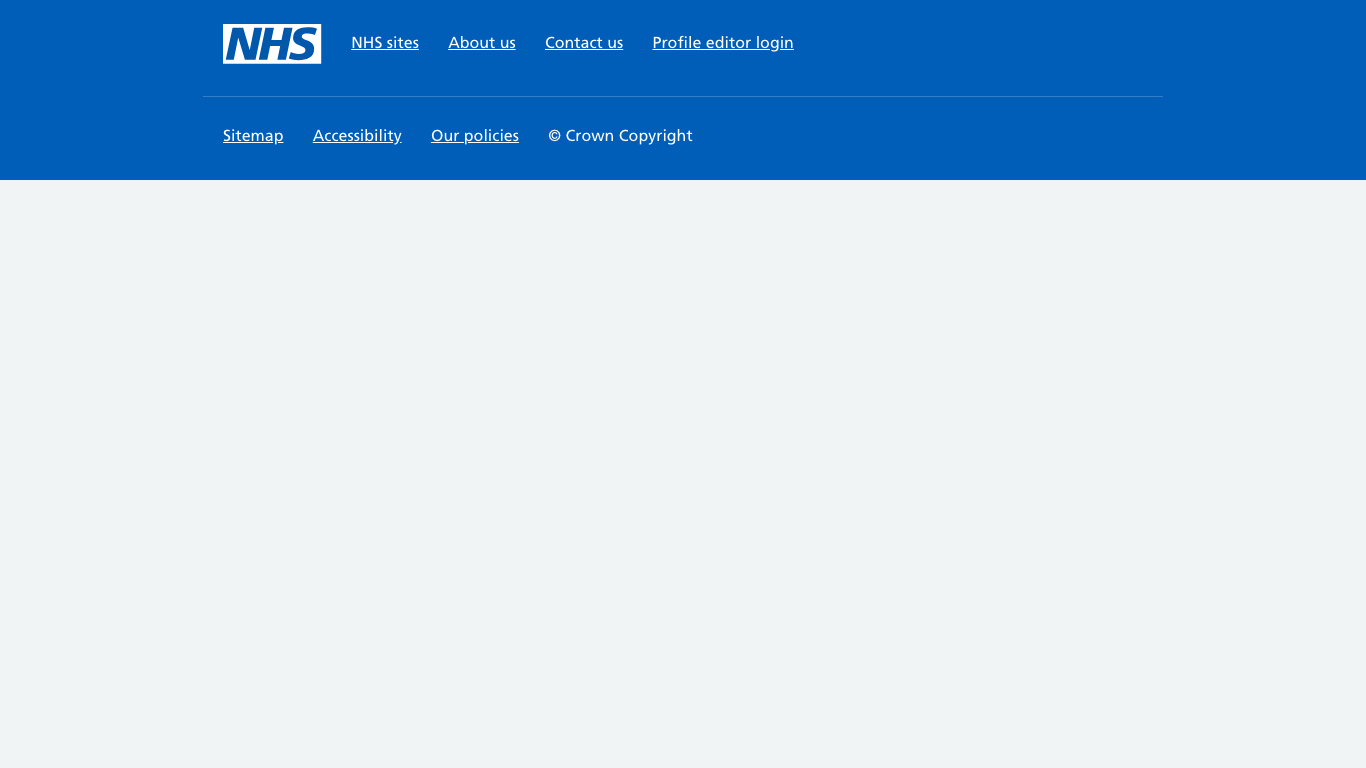 NHS NHS sites About us Contact us Profile editor login
Sitemap Accessibility Our policies © Crown Copyright